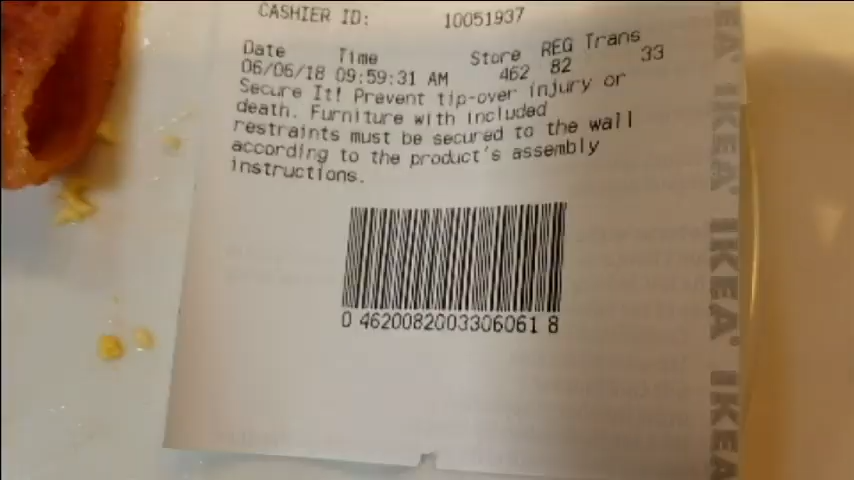 CASHIER ID: 10051937
Date Time Store REG Trans
06/06/18 09:59:31 AM 462 82 33
Secure It! Prevent tip-over injury or
death. Furniture with included
restraints must be secured to the wall
according to the product's assembly
instructions.
0 4620082003306061 8
IKEA
IKEA
IKEA
IKEA